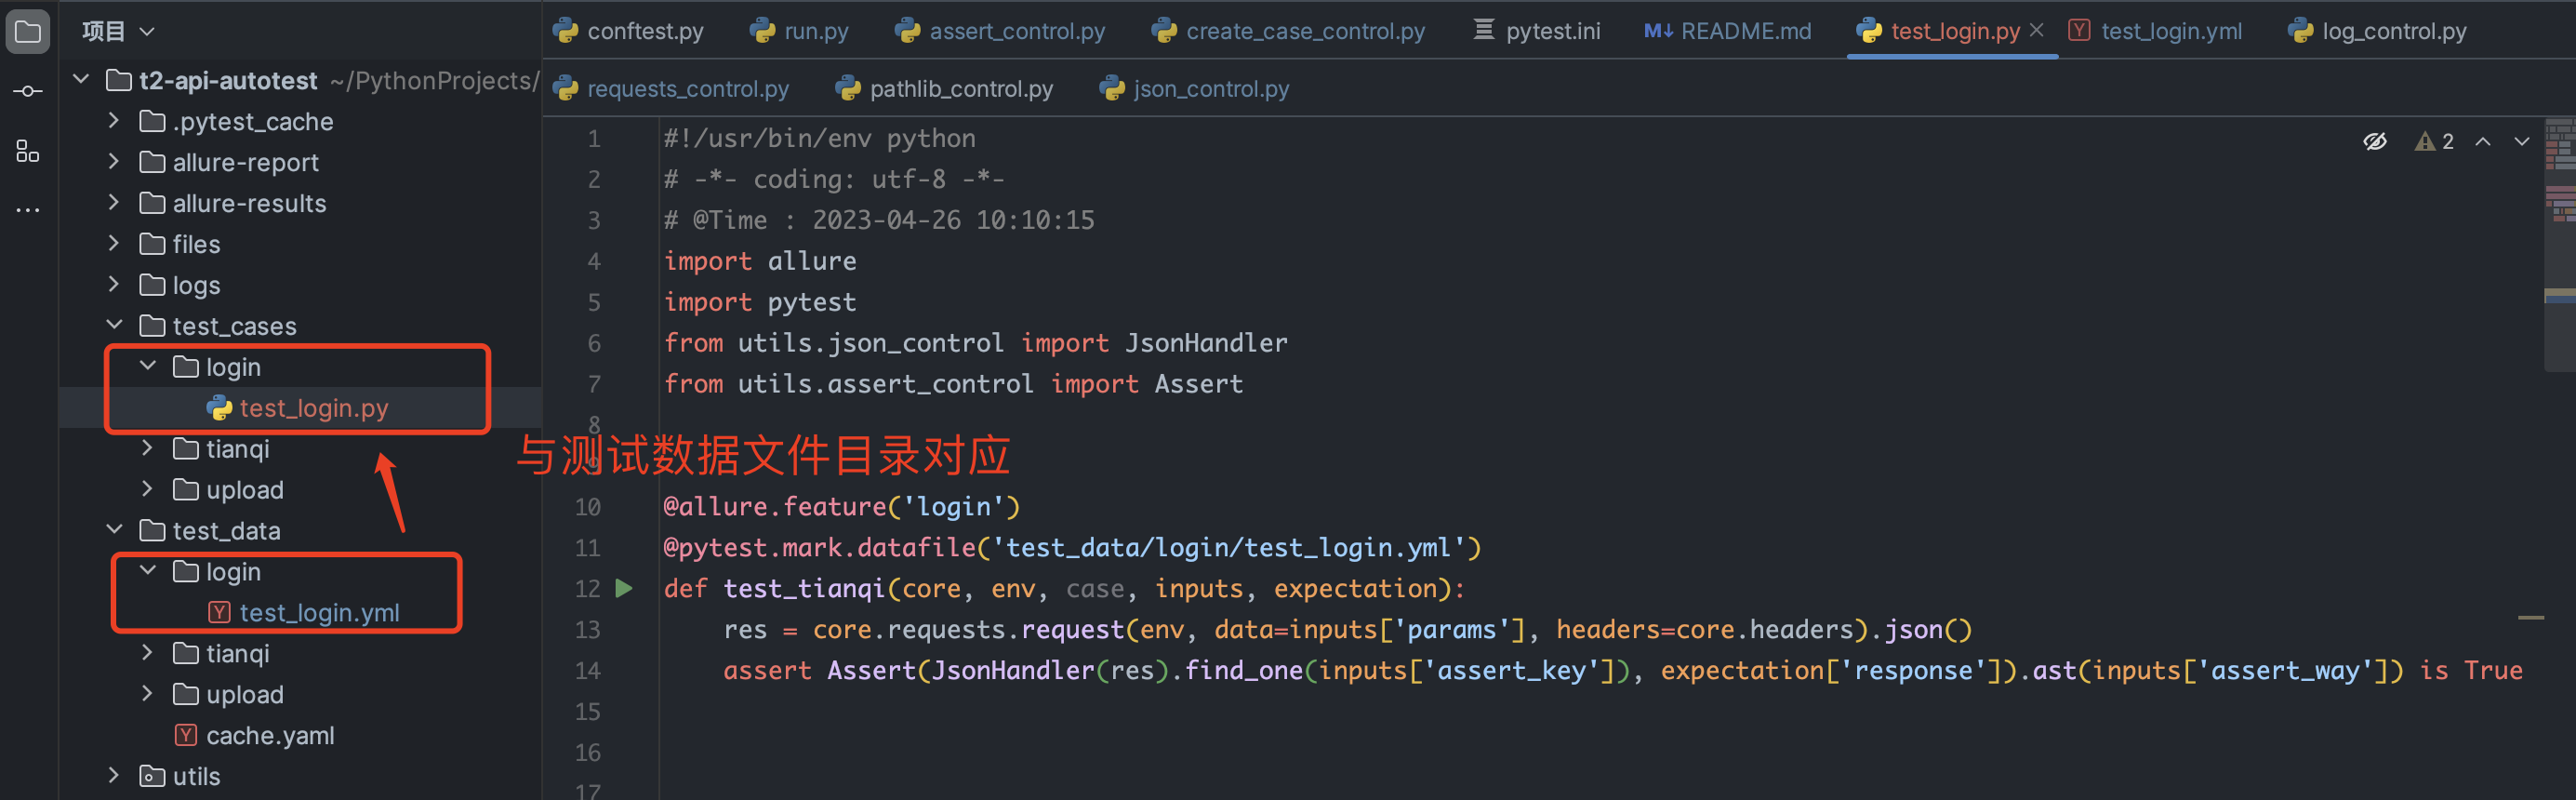 项目
t2-api-autotest ~/PythonProjects/
.pytest_cache
allure-report
allure-results
files
logs
test_cases
login
test_login.py
tianqi
upload
test_data
login
test_login.yml
tianqi
upload
cache.yaml
utils
conftest.py run.py assert_control.py create_case_control.py pytest.ini M↓ README.md test_login.py test_login.yml log_control.py
requests_control.py pathlib_control.py json_control.py
2
1 #!/usr/bin/env python
2 # -*- coding: utf-8 -*-
3 # @Time : 2023-04-26 10:10:15
4 import allure
5 import pytest
6 from utils.json_control import JsonHandler
7 from utils.assert_control import Assert
8
与测试数据文件目录对应
9
10 @allure.feature('login')
11 @pytest.mark.datafile('test_data/login/test_login.yml')
12 def test_tianqi(core, env, case, inputs, expectation):
13 res = core.requests.request(env, data=inputs['params'], headers=core.headers).json()
14 assert Assert(JsonHandler(res).find_one(inputs['assert_key']), expectation['response']).ast(inputs['assert_way']) is True
15
16
17